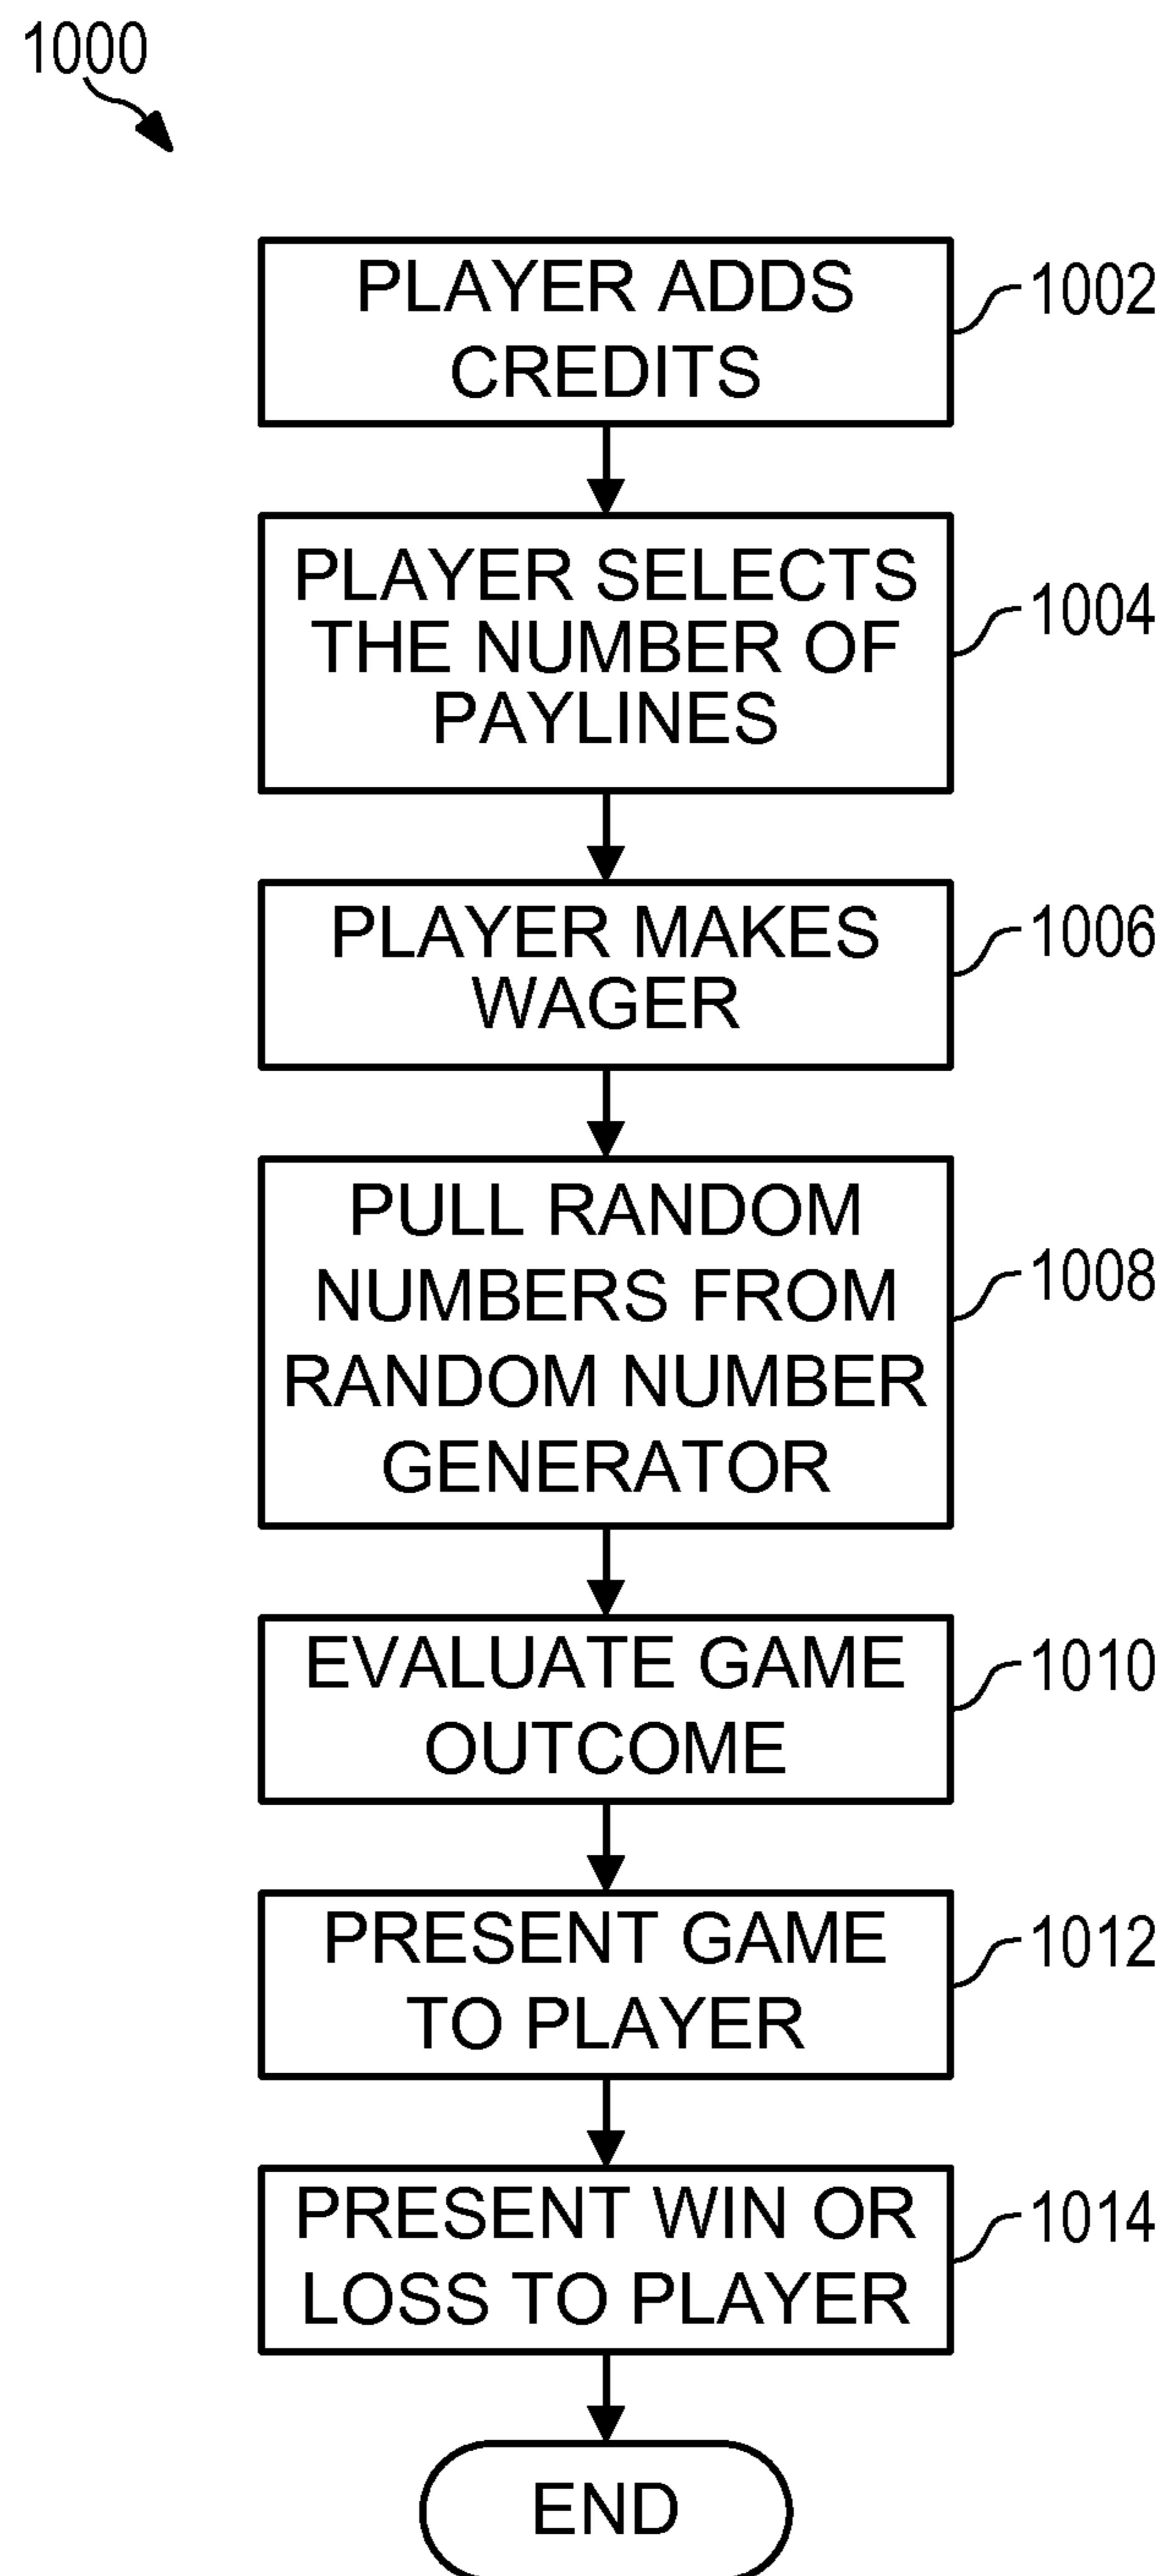 1000
PLAYER ADDS
CREDITS
1002
PLAYER SELECTS
THE NUMBER OF
PAYLINES
1004
PLAYER MAKES
WAGER
1006
PULL RANDOM
NUMBERS FROM
RANDOM NUMBER
GENERATOR
1008
EVALUATE GAME
OUTCOME
1010
PRESENT GAME
TO PLAYER
1012
PRESENT WIN OR
LOSS TO PLAYER
1014
END